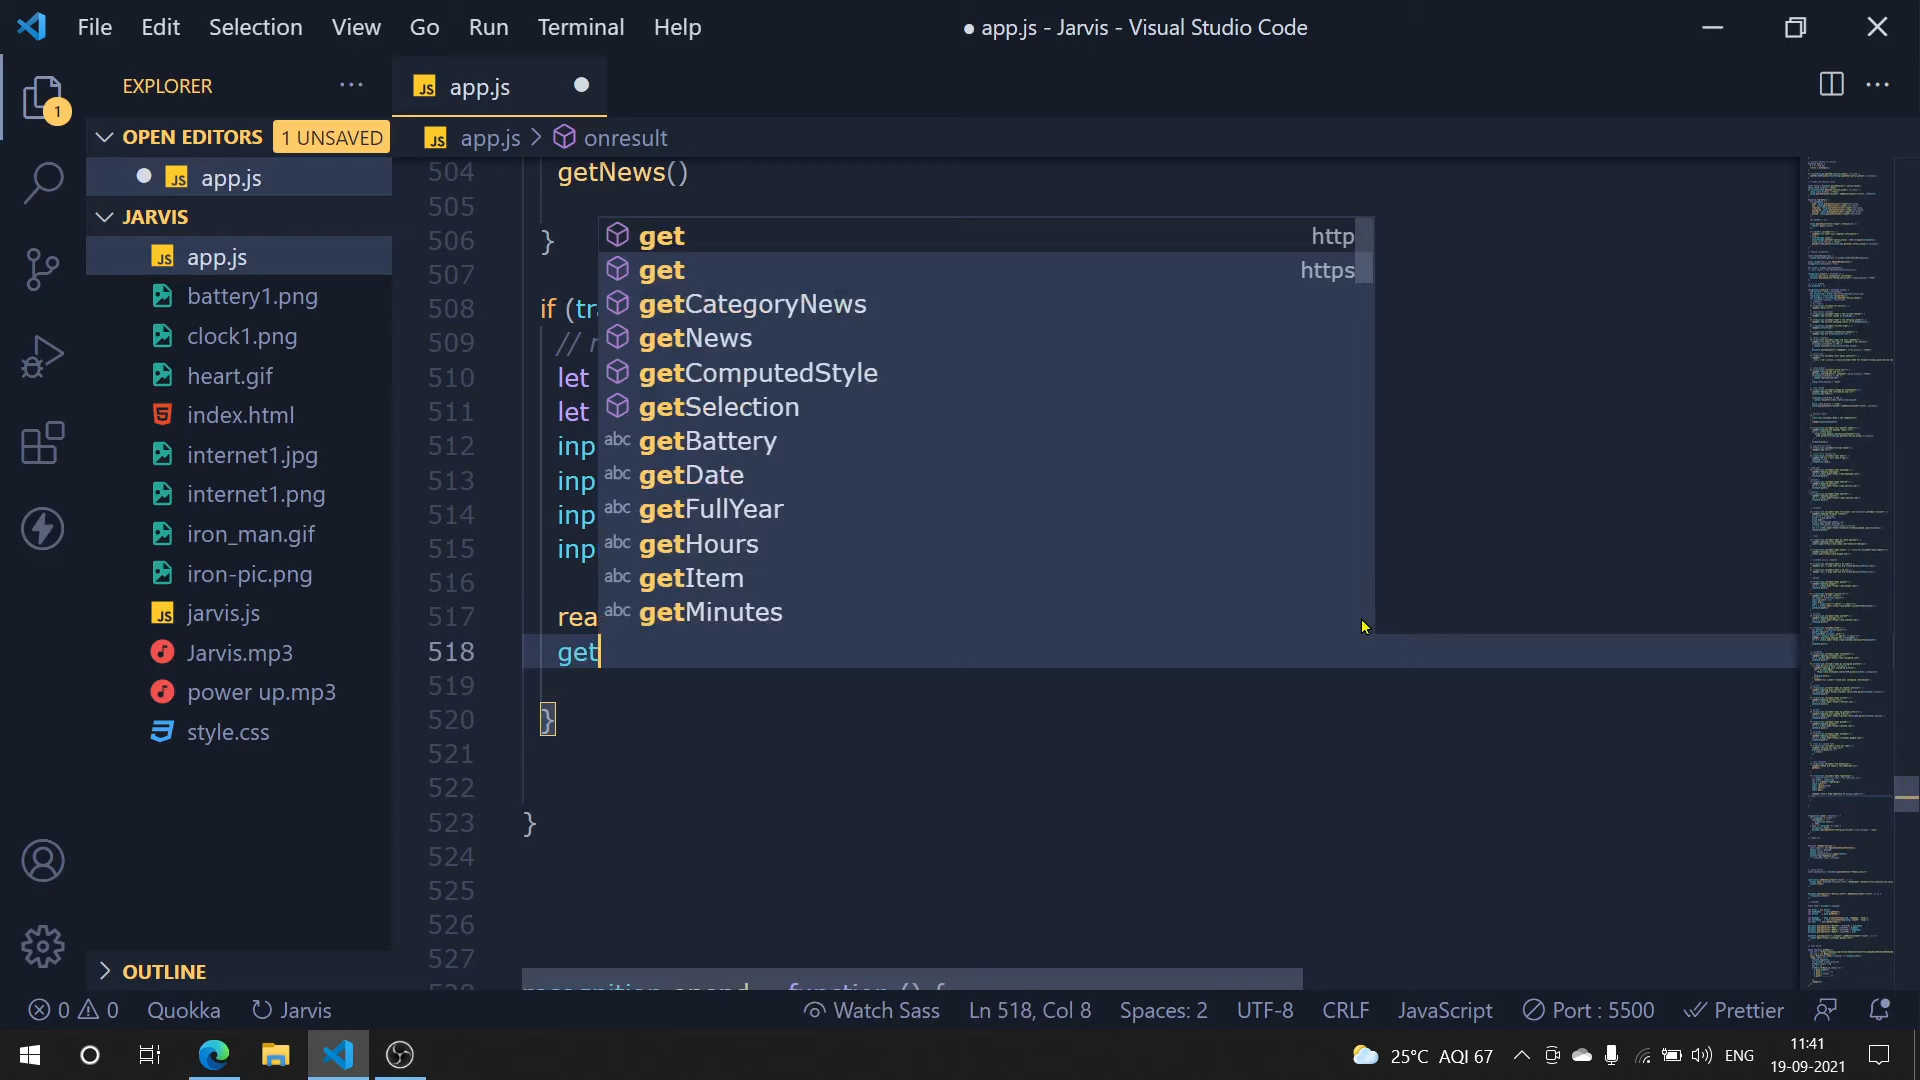 File Edit Selection View Go Run Terminal Help
● app.js - Jarvis - Visual Studio Code
EXPLORER
OPEN EDITORS 1 UNSAVED
JS app.js
JARVIS
JS app.js
battery1.png
clock1.png
heart.gif
index.html
internet1.jpg
internet1.png
iron_man.gif
iron-pic.png
JS jarvis.js
Jarvis.mp3
power up.mp3
style.css
OUTLINE
1
JS app.js
JS app.js > onresult
504 getNews()
505
506 }
507
508 if (tra
509 //
510 let
511 let
512 inp
513 inp
514 inp
515 inp
516
517 rea
518 get
519
520 }
521
522
523 }
524
525
526
527
get http
get https
getCategoryNews
getNews
getComputedStyle
getSelection
abc getBattery
abc getDate
abc getFullYear
abc getHours
abc getItem
abc getMinutes
0 0 Quokka Jarvis
Watch Sass Ln 518, Col 8 Spaces: 2 UTF-8 CRLF JavaScript Port : 5500 Prettier
25°C AQI 67 ENG
11:41
19-09-2021